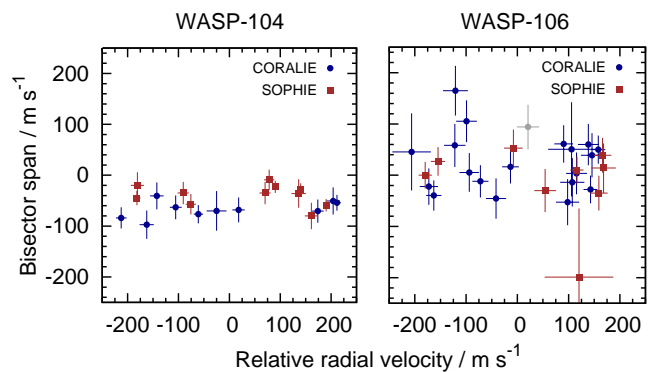 WASP-104 WASP-106
CORALIE CORALIE
SOPHIE SOPHIE
200
100
0
-100
-200
Bisector span / m s⁻¹
-200 -100 0 100 200 -200 -100 0 100 200
Relative radial velocity / m s⁻¹